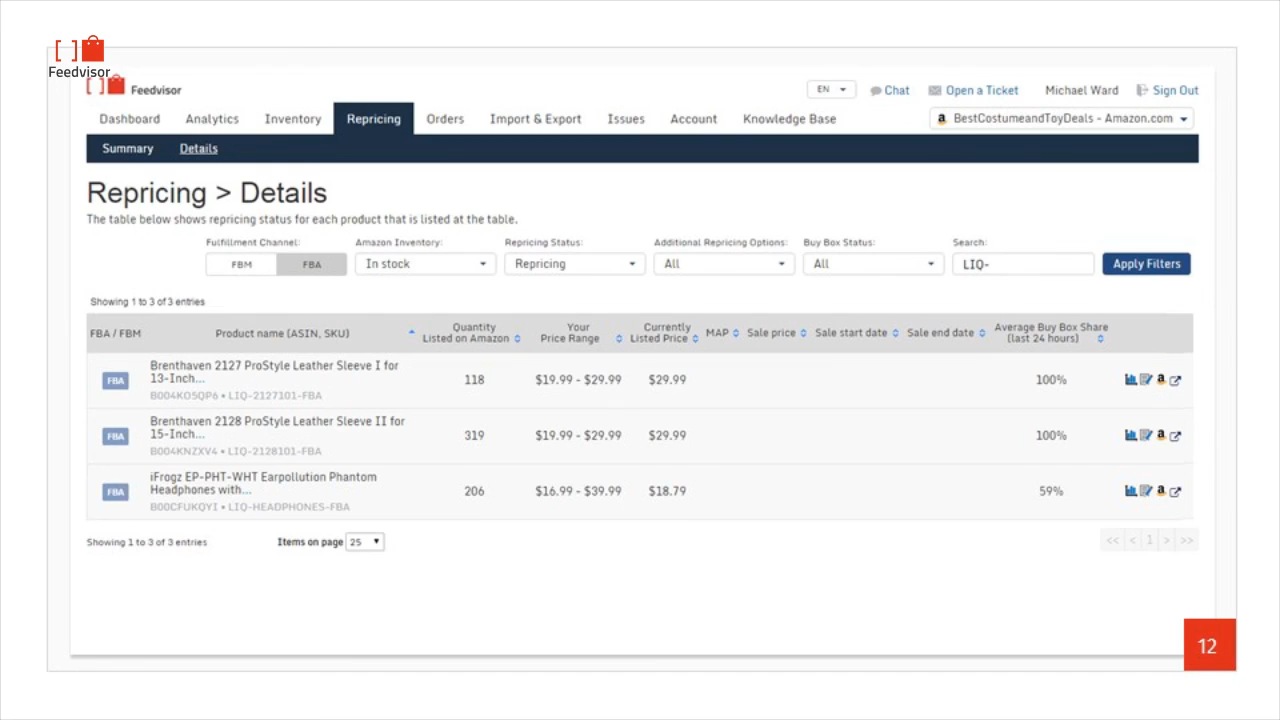 Feedvisor
Feedvisor
EN
Chat
Open a Ticket
Michael Ward
Sign Out
Dashboard
Analytics
Inventory
Repricing
Orders
Import & Export
Issues
Account
Knowledge Base
BestCostumeandToyDeals - Amazon.com
Summary
Details
Repricing > Details
The table below shows repricing status for each product that is listed at the table.
Fulfillment Channel:
Amazon Inventory:
Repricing Status:
Additional Repricing Options:
Buy Box Status:
Search:
FBM
FBA
In stock
Repricing
All
All
LIQ-
Apply Filters
Showing 1 to 3 of 3 entries
FBA / FBM
Product name (ASIN, SKU)
Quantity
Listed on Amazon
Your
Price Range
Currently
Listed Price
MAP
Sale price
Sale start date
Sale end date
Average Buy Box Share
(last 24 hours)
FBA
Brenthaven 2127 ProStyle Leather Sleeve I for
13-Inch...
B004KO5QP6 • LIQ-2127101-FBA
118
$19.99 - $29.99
$29.99
100%
FBA
Brenthaven 2128 ProStyle Leather Sleeve II for
15-Inch...
B004KNZXV4 • LIQ-2128101-FBA
319
$19.99 - $29.99
$29.99
100%
FBA
iFrogz EP-PHT-WHT Earpollution Phantom
Headphones with...
B00CFUKQYI • LIQ-HEADPHONES-FBA
206
$16.99 - $39.99
$18.79
59%
Showing 1 to 3 of 3 entries
Items on page 25
<< < 1 > >>
12